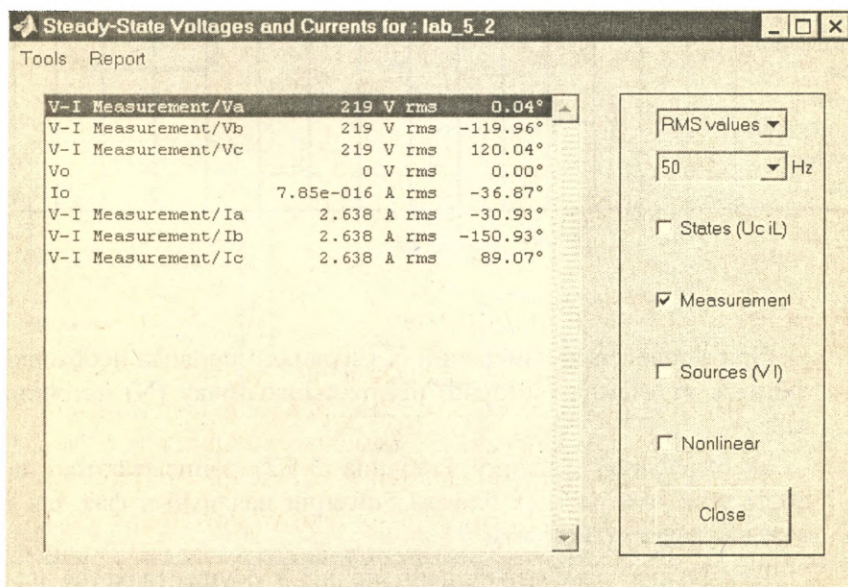 Steady-State Voltages and Currents for : lab_5_2
Tools Report
V-I Measurement/Va 219 V rms 0.04°
V-I Measurement/Vb 219 V rms -119.96°
V-I Measurement/Vc 219 V rms 120.04°
Vo 0 V rms 0.00°
Io 7.85e-016 A rms -36.87°
V-I Measurement/Ia 2.638 A rms -30.93°
V-I Measurement/Ib 2.638 A rms -150.93°
V-I Measurement/Ic 2.638 A rms 89.07°
RMS values
50 Hz
States (Uc iL)
Measurement
Sources (V I)
Nonlinear
Close